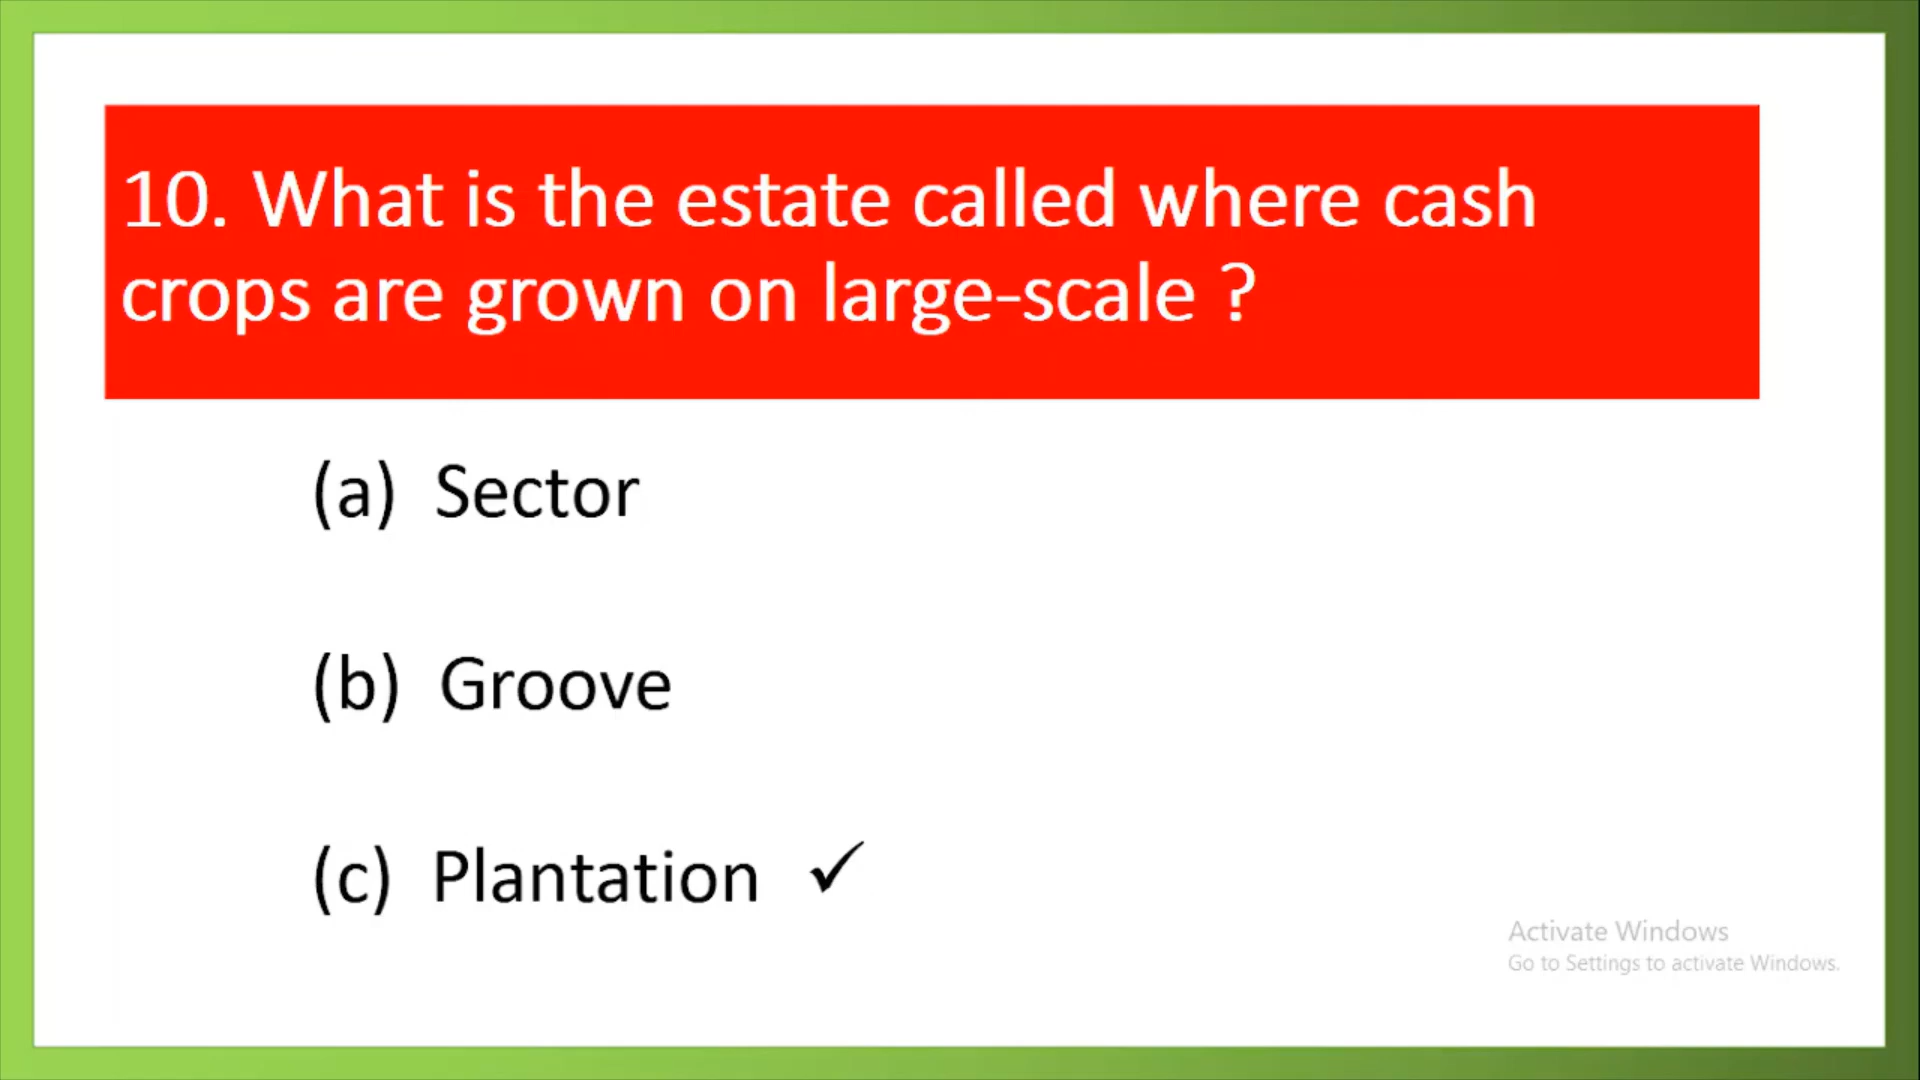 10. What is the estate called where cash
crops are grown on large-scale ?
(a) Sector
(b) Groove
(c) Plantation ✓
Activate Windows
Go to Settings to activate Windows.